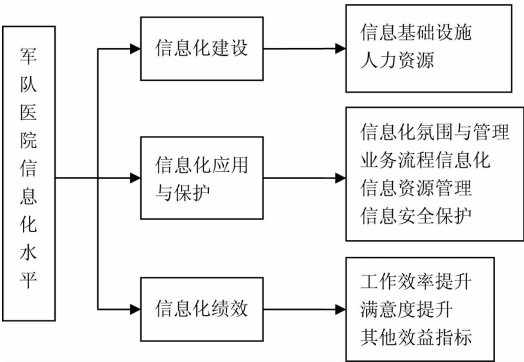 军队医院信息化水平
信息化建设
信息基础设施
人力资源
信息化应用
与保护
信息化氛围与管理
业务流程信息化
信息资源管理
信息安全保护
信息化绩效
工作效率提升
满意度提升
其他效益指标